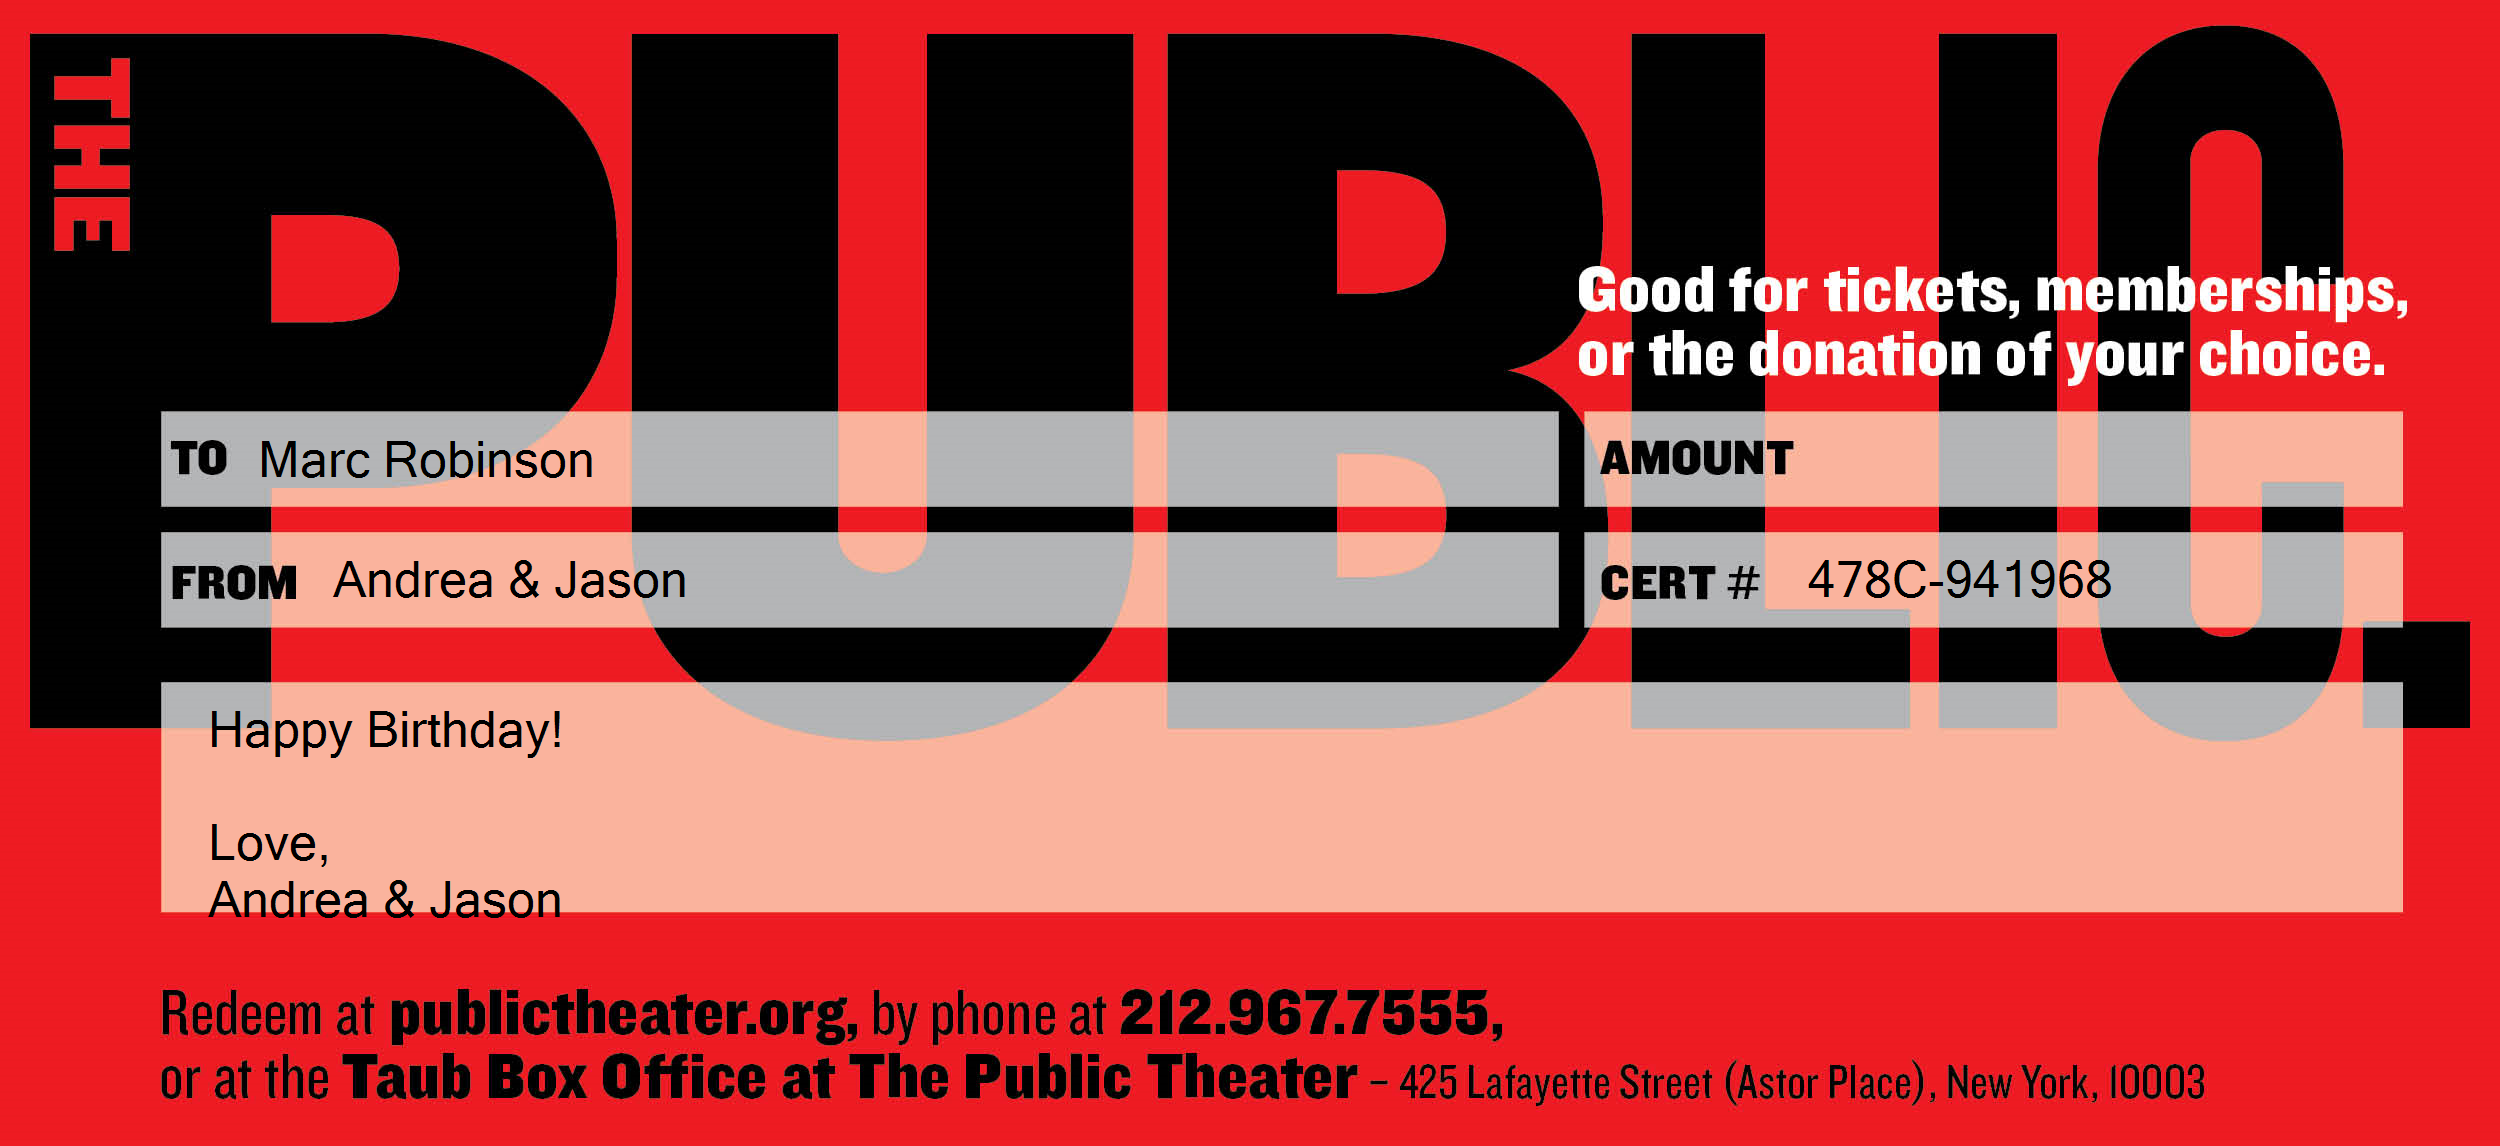 THE
PUBLIC.
Good for tickets, memberships,
or the donation of your choice.
TO Marc Robinson
AMOUNT
FROM Andrea & Jason
CERT # 478C-941968
Happy Birthday!
Love,
Andrea & Jason
Redeem at publictheater.org, by phone at 212.967.7555,
or at the Taub Box Office at The Public Theater – 425 Lafayette Street (Astor Place), New York, 10003